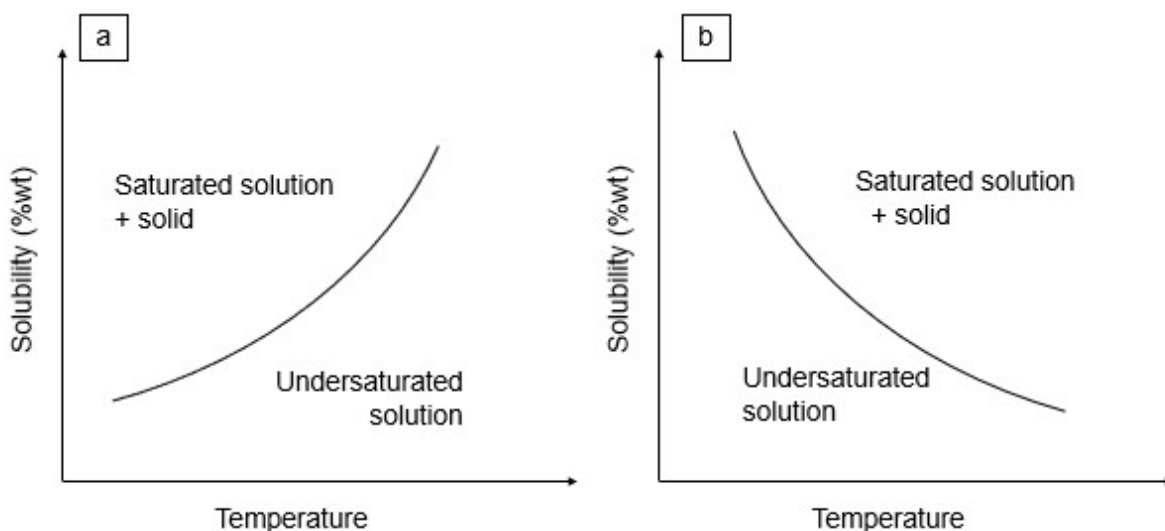 a
Solubility (%wt)
Saturated solution
+ solid
Undersaturated
solution
Temperature
b
Solubility (%wt)
Saturated solution
+ solid
Undersaturated
solution
Temperature